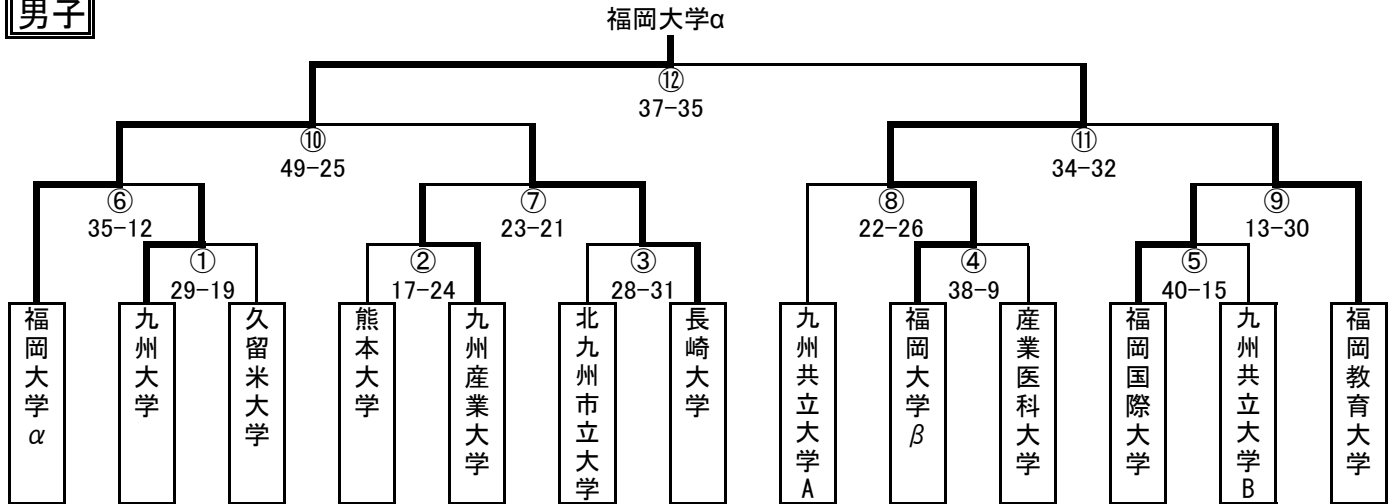 男子
福岡大学α
⑫
37-35
⑩
49-25
⑪
34-32
⑥
35-12
⑦
23-21
⑧
22-26
⑨
13-30
①
29-19
②
17-24
③
28-31
④
38-9
⑤
40-15
福岡大学α
九州大学
久留米大学
熊本大学
九州産業大学
北九州市立大学
長崎大学
九州共立大学A
福岡大学β
産業医科大学
福岡国際大学
九州共立大学B
福岡教育大学